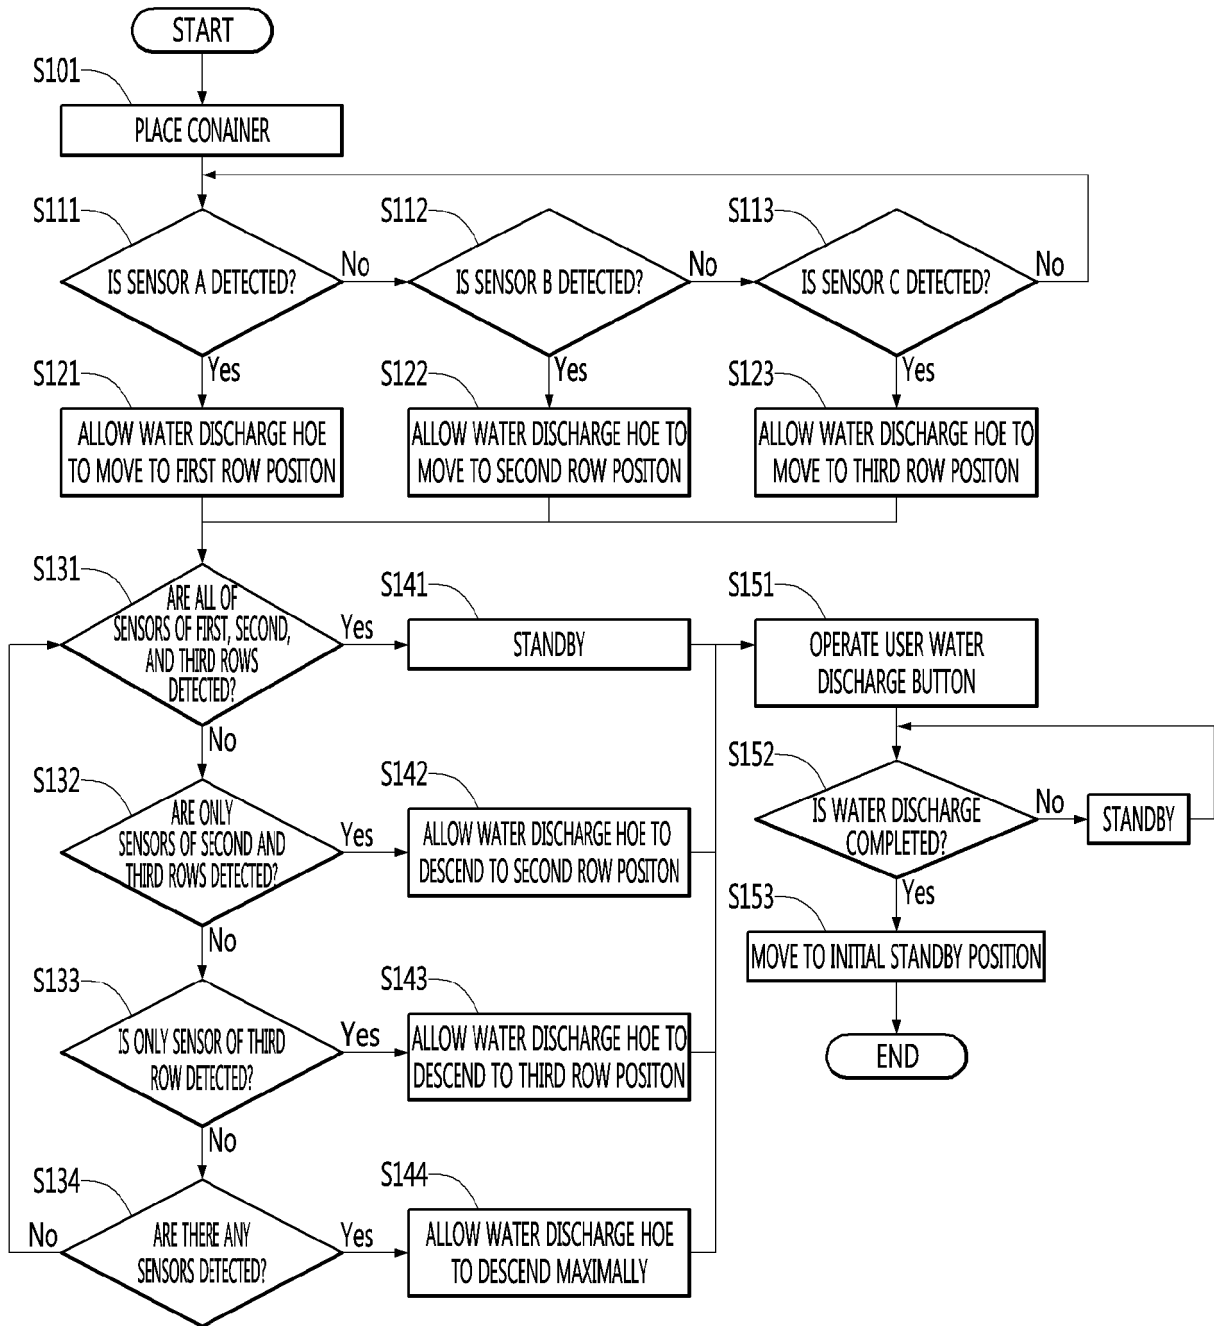 START
S101
PLACE CONAINER
S111
IS SENSOR A DETECTED?
No
S112
IS SENSOR B DETECTED?
No
S113
IS SENSOR C DETECTED?
No
Yes
Yes
Yes
S121
ALLOW WATER DISCHARGE HOE
TO MOVE TO FIRST ROW POSITON
S122
ALLOW WATER DISCHARGE HOE TO
MOVE TO SECOND ROW POSITON
S123
ALLOW WATER DISCHARGE HOE TO
MOVE TO THIRD ROW POSITON
S131
ARE ALL OF
SENSORS OF FIRST, SECOND,
AND THIRD ROWS
DETECTED?
Yes
No
S141
STANDBY
S132
ARE ONLY
SENSORS OF SECOND AND
THIRD ROWS DETECTED?
Yes
No
S142
ALLOW WATER DISCHARGE HOE TO
DESCEND TO SECOND ROW POSITON
S133
IS ONLY SENSOR OF THIRD
ROW DETECTED?
Yes
No
S143
ALLOW WATER DISCHARGE HOE TO
DESCEND TO THIRD ROW POSITON
S134
ARE THERE ANY
SENSORS DETECTED?
No
Yes
S144
ALLOW WATER DISCHARGE HOE
TO DESCEND MAXIMALLY
S151
OPERATE USER WATER
DISCHARGE BUTTON
S152
IS WATER DISCHARGE
COMPLETED?
No
STANDBY
Yes
S153
MOVE TO INITIAL STANDBY POSITION
END